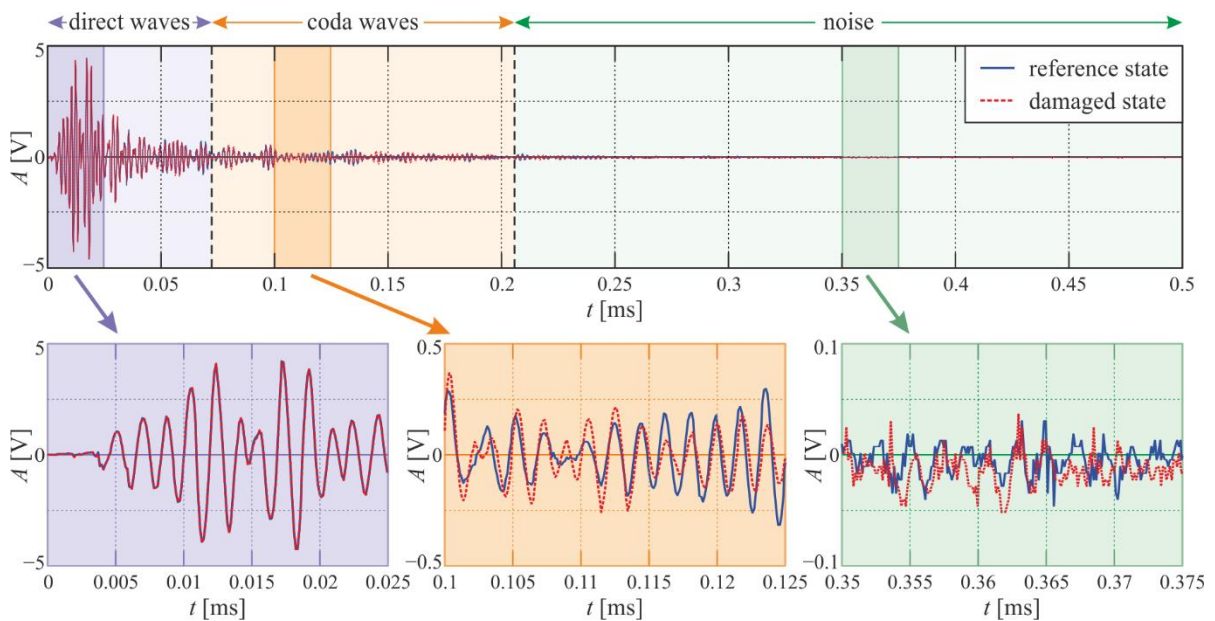 direct waves coda waves noise
5
0
−5
A [V]
reference state
damaged state
0 0.05 0.1 0.15 0.2 0.25 0.3 0.35 0.4 0.45 0.5
t [ms]
5
0
−5
A [V]
0 0.005 0.01 0.015 0.02 0.025
t [ms]
0.5
0
−0.5
A [V]
0.1 0.105 0.11 0.115 0.12 0.125
t [ms]
0.1
0
−0.1
A [V]
0.35 0.355 0.36 0.365 0.37 0.375
t [ms]